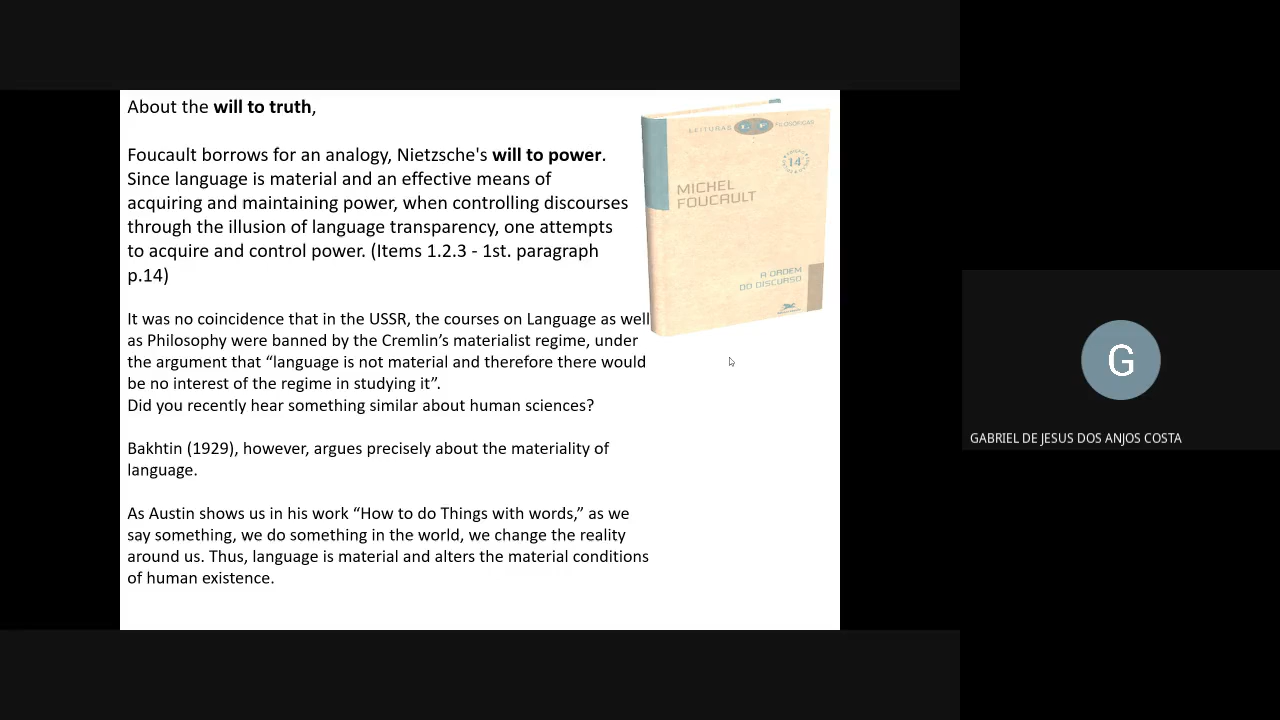 About the will to truth,
Foucault borrows for an analogy, Nietzsche's will to power.
Since language is material and an effective means of
acquiring and maintaining power, when controlling discourses
through the illusion of language transparency, one attempts
to acquire and control power. (Items 1.2.3 - 1st. paragraph
p.14)
It was no coincidence that in the USSR, the courses on Language as well
as Philosophy were banned by the Cremlin’s materialist regime, under
the argument that “language is not material and therefore there would
be no interest of the regime in studying it”.
Did you recently hear something similar about human sciences?
Bakhtin (1929), however, argues precisely about the materiality of
language.
As Austin shows us in his work “How to do Things with words,” as we
say something, we do something in the world, we change the reality
around us. Thus, language is material and alters the material conditions
of human existence.
LEITURAS FILOSÓFICAS
14ª
MICHEL
FOUCAULT
A ORDEM
DO DISCURSO
G
GABRIEL DE JESUS DOS ANJOS COSTA